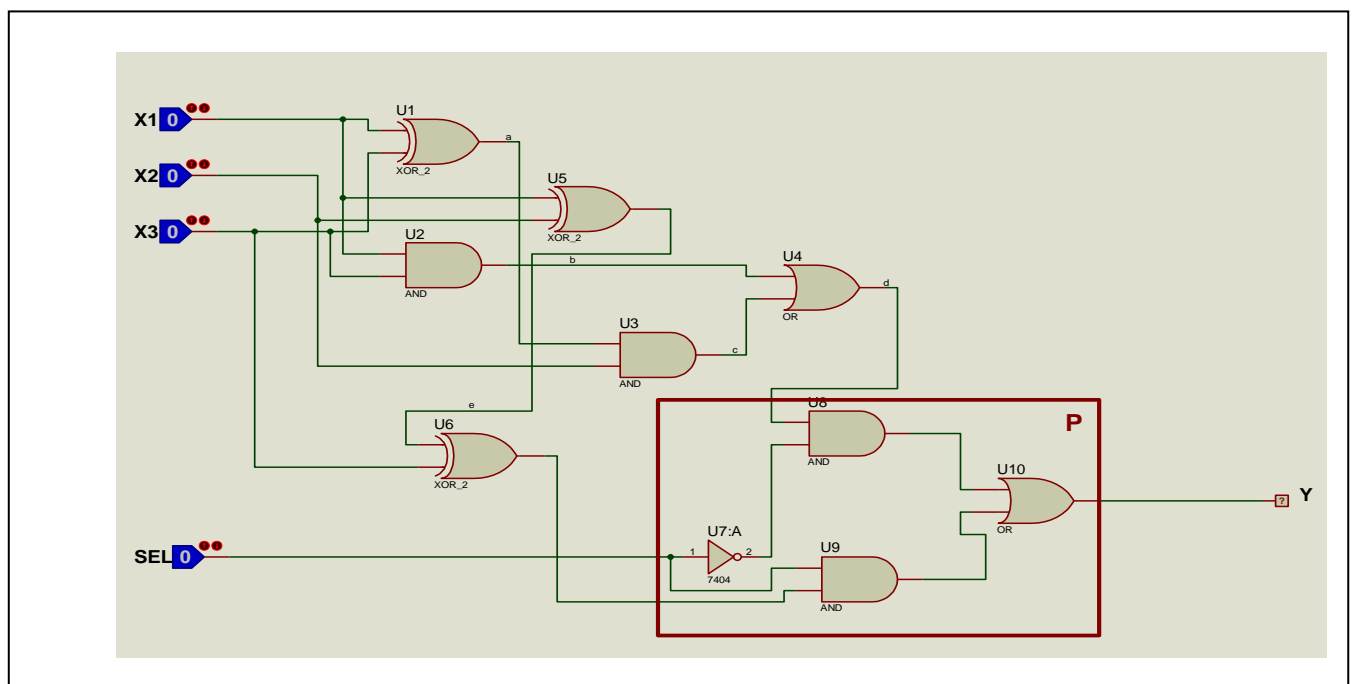 X1 0
U1
a
XOR_2
X2 0
U5
XOR_2
X3 0
U2
b
AND
U4
d
OR
U3
c
AND
e
U6
XOR_2
U8
P
AND
U10
OR
Y
?
SEL 0
U7:A
1 2
7404
U9
AND